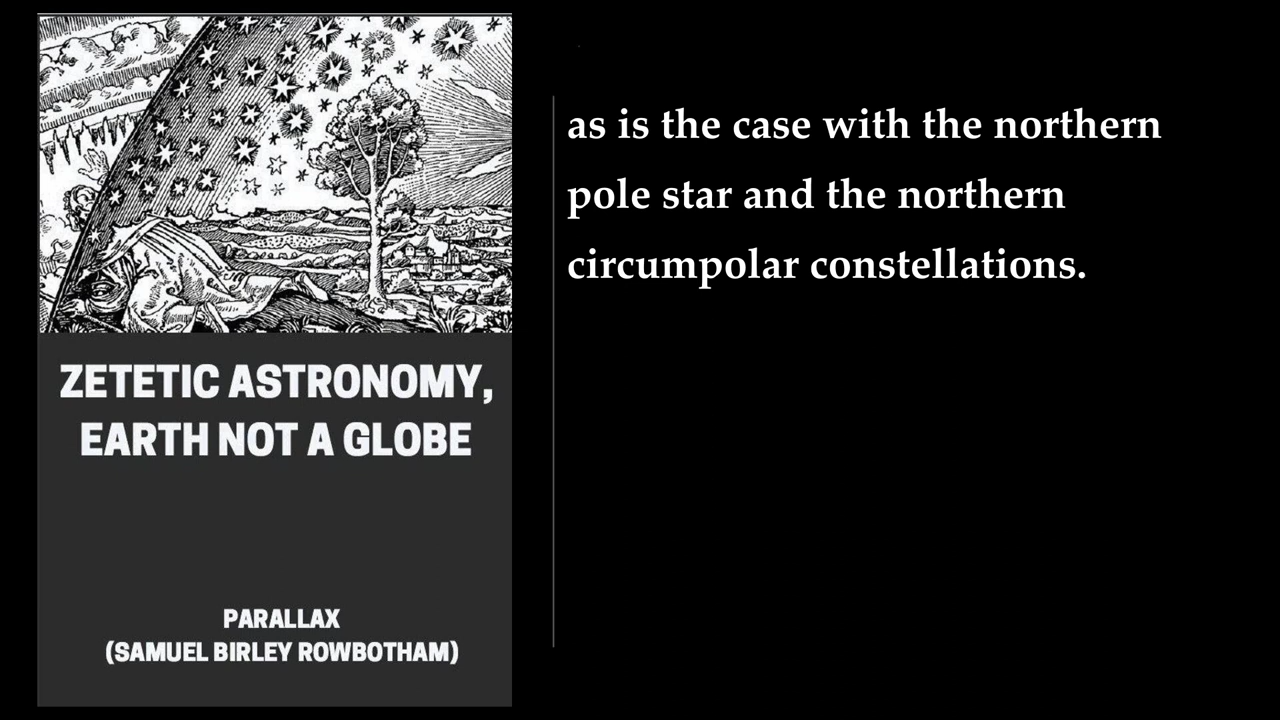 ZETETIC ASTRONOMY,
EARTH NOT A GLOBE
PARALLAX
(SAMUEL BIRLEY ROWBOTHAM)
as is the case with the northern
pole star and the northern
circumpolar constellations.